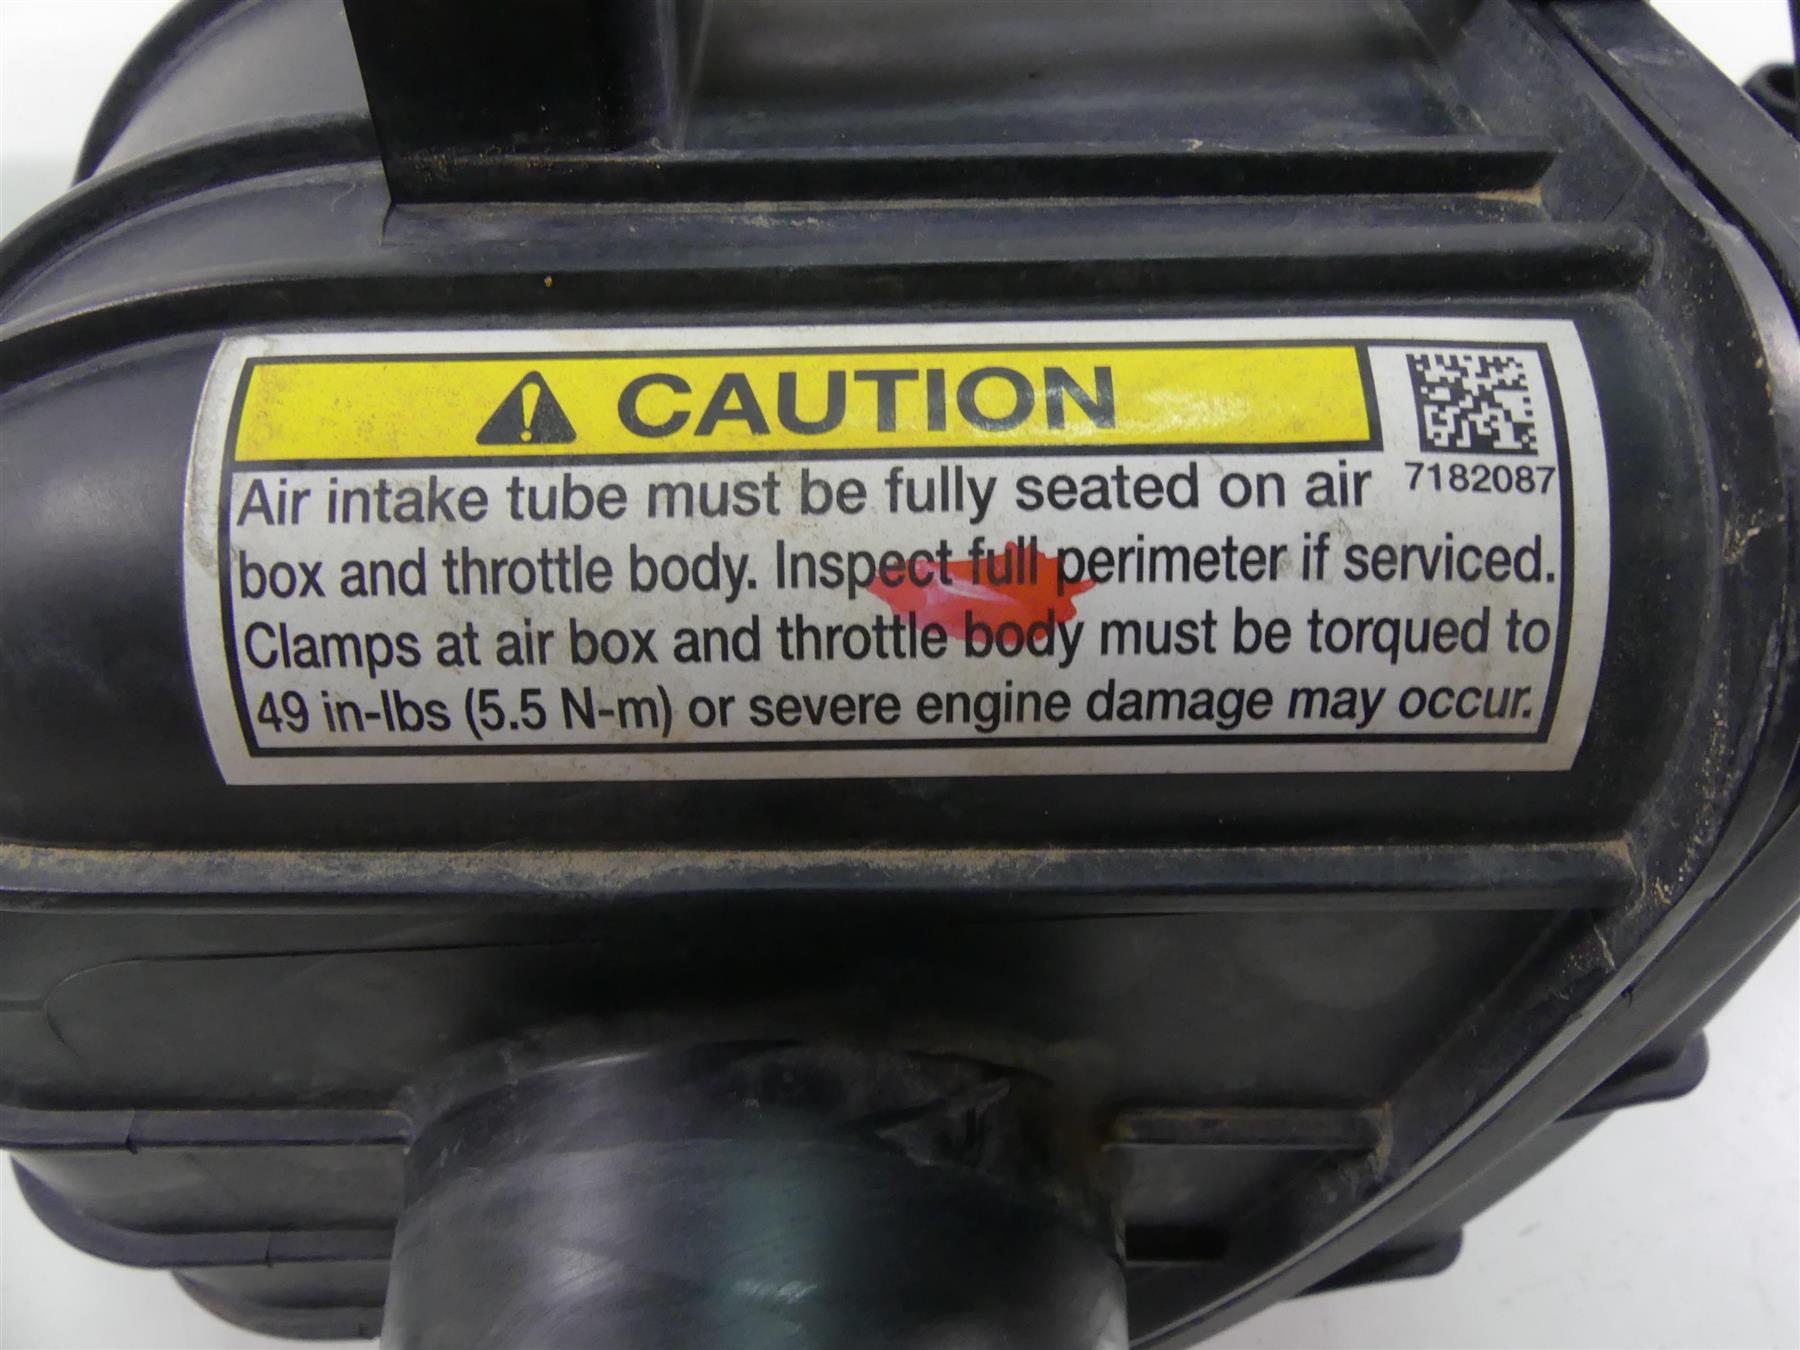 CAUTION
7182087
Air intake tube must be fully seated on air
box and throttle body. Inspect full perimeter if serviced.
Clamps at air box and throttle body must be torqued to
49 in-lbs (5.5 N-m) or severe engine damage may occur.